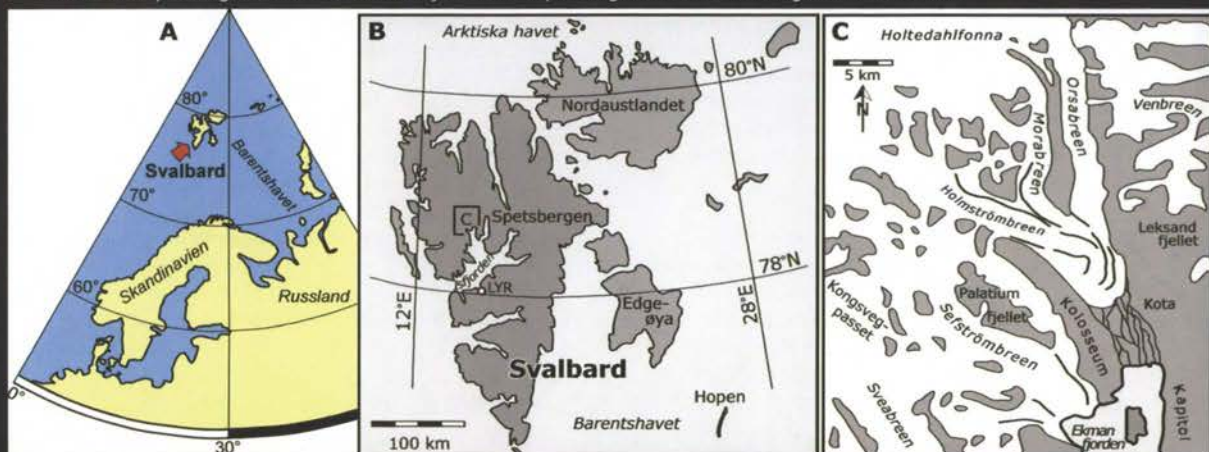 A
80°
Svalbard
Barentshavet
70°
Skandinavien
60°
Russland
0°
30°
B
Arktiska havet
80°N
Nordaustlandet
C
Spetsbergen
Isfjorden
LYR
78°N
12°E
Edge-
øya
28°E
Svalbard
Hopen
Barentshavet
100 km
C
Holtedahlfonna
5 km
N
Orsabreen
Morabreen
Venbreen
Holmströmbreen
Leksand
fjellet
Palatium
fjellet
Kolosseum
Kota
Kongsveg-
passet
Sefströmbreen
Sveabreen
Ekman
fjorden
Kapitol